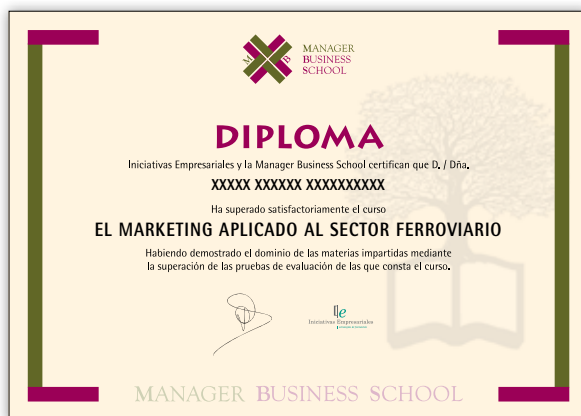 M B
MANAGER
BUSINESS
SCHOOL
DIPLOMA
Iniciativas Empresariales y la Manager Business School certifican que D. / Dña.
XXXXX XXXXXX XXXXXXXXXX
Ha superado satisfactoriamente el curso
EL MARKETING APLICADO AL SECTOR FERROVIARIO
Habiendo demostrado el dominio de las materias impartidas mediante
la superación de las pruebas de evaluación de las que consta el curso.
Iniciativas Empresariales
MANAGER BUSINESS SCHOOL